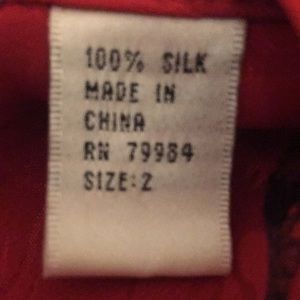 100% SILK
MADE IN
CHINA
RN 79984
SIZE:2